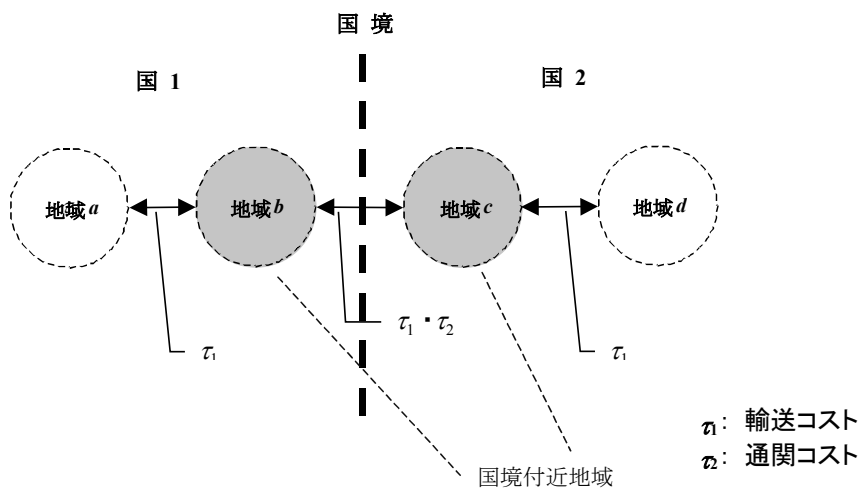 国 境
国 1
国 2
地域a
地域b
地域c
地域d
τ₁
τ₁・τ₂
τ₁
τ₁: 輸送コスト
τ₂: 通関コスト
国境付近地域